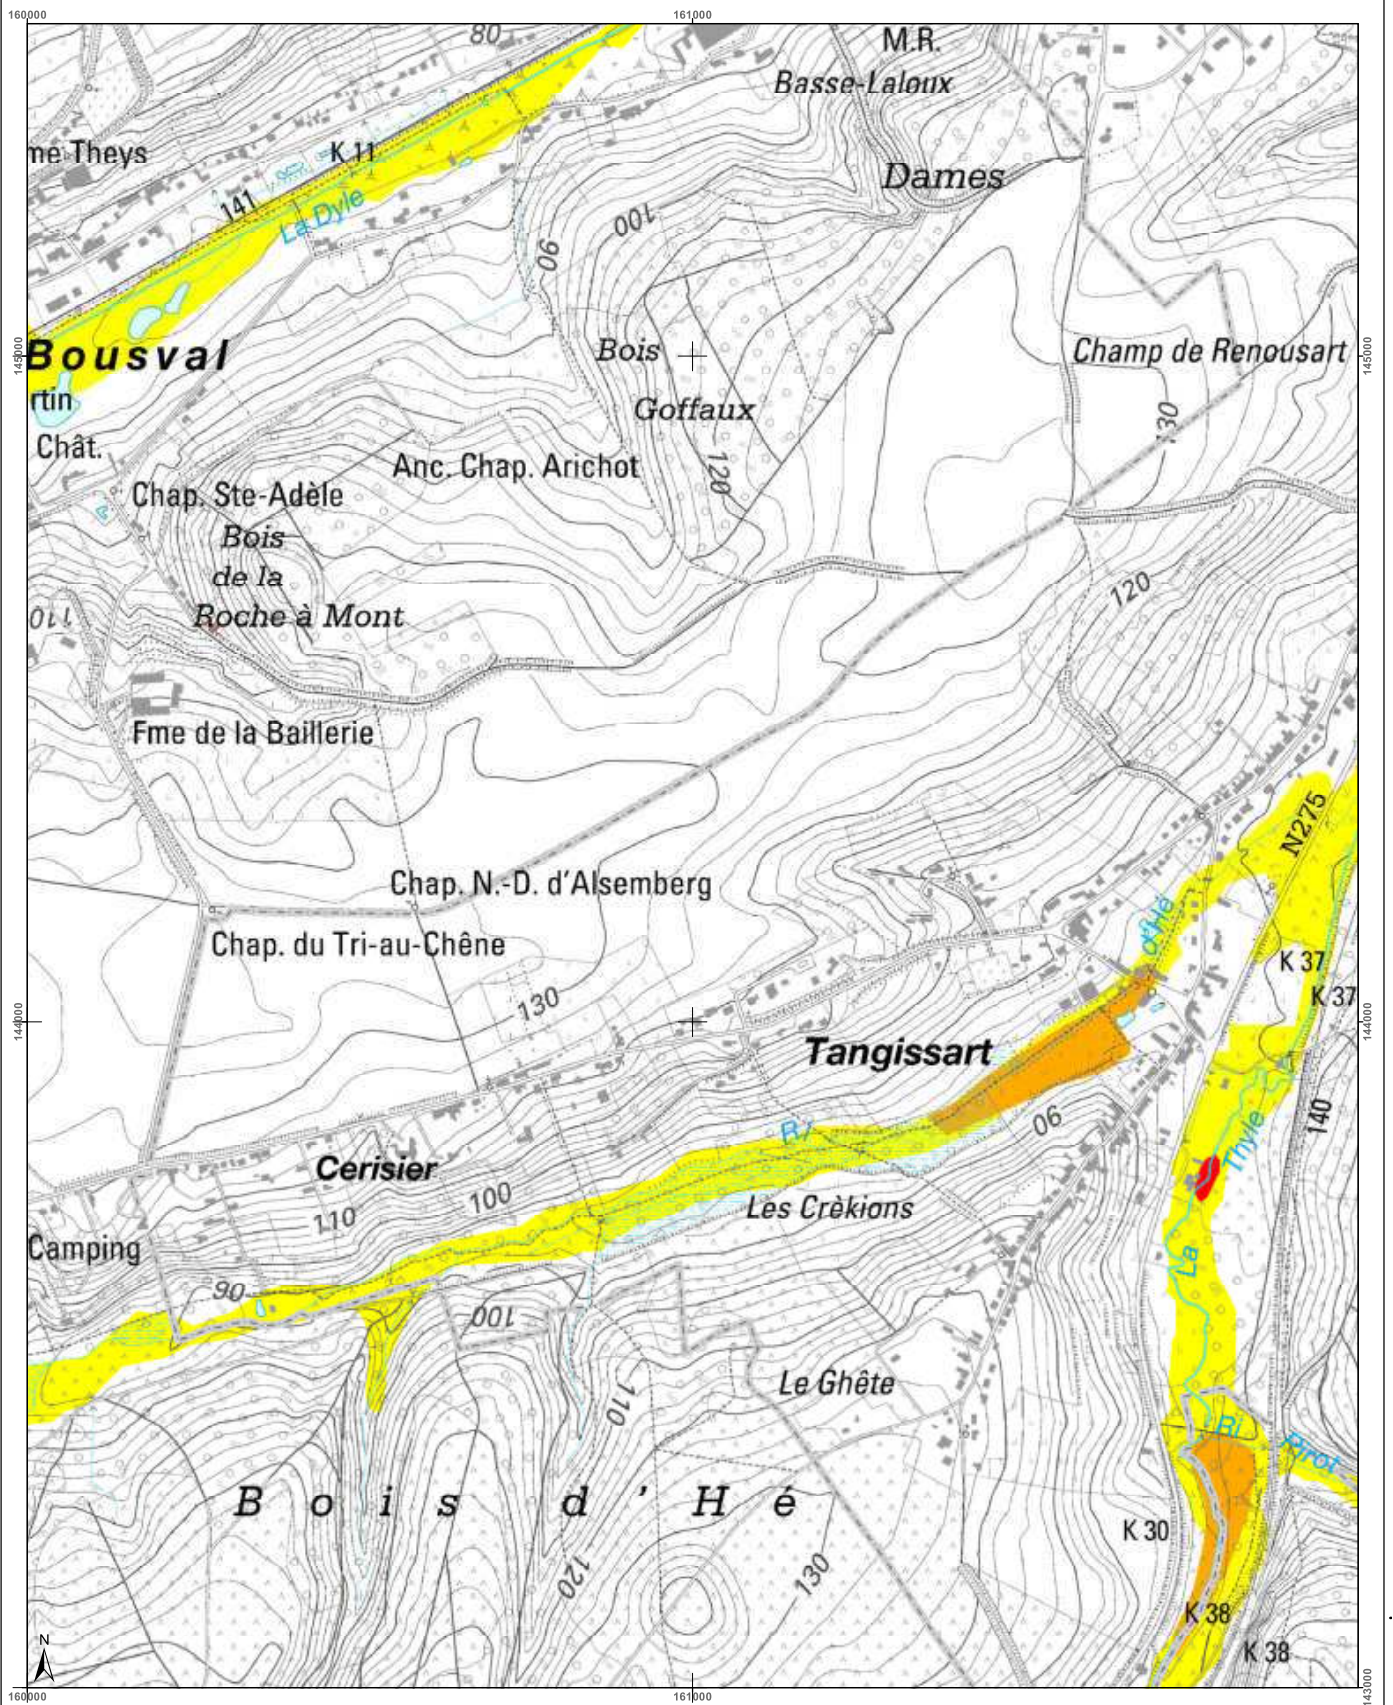 160000
161000
80
M.R.
Basse-Laloux
me Theys
K 11
Dames
141
La Dyle
100
90
145000
Bousval
Bois
Champ de Renousart
145000
rtin
Goffaux
130
Chât.
Anc. Chap. Arichot
120
Chap. Ste-Adèle
Bois
de la
120
110
Roche à Mont
Fme de la Baillerie
N275
Chap. N.-D. d'Alsemberg
d'Hé
Chap. du Tri-au-Chêne
K 37
K 37
130
144000
144000
Tangissart
140
90
Ri
Thyle
Cerisier
100
Les Crèkions
110
Camping
La
90
100
Le Ghête
110
Ri
Pirot
Bois d'Hé
K 30
120
130
K 38
K 38
N
160000
161000
143000